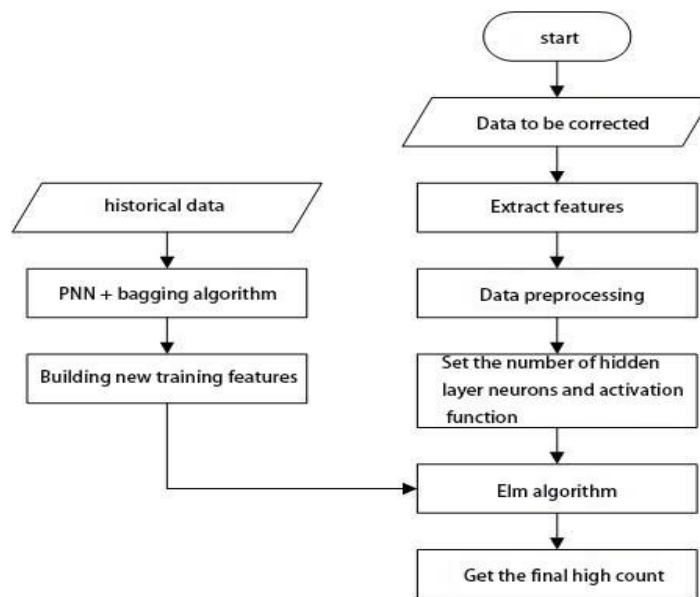 start
Data to be corrected
historical data
Extract features
PNN + bagging algorithm
Data preprocessing
Building new training features
Set the number of hidden
layer neurons and activation
function
Elm algorithm
Get the final high count